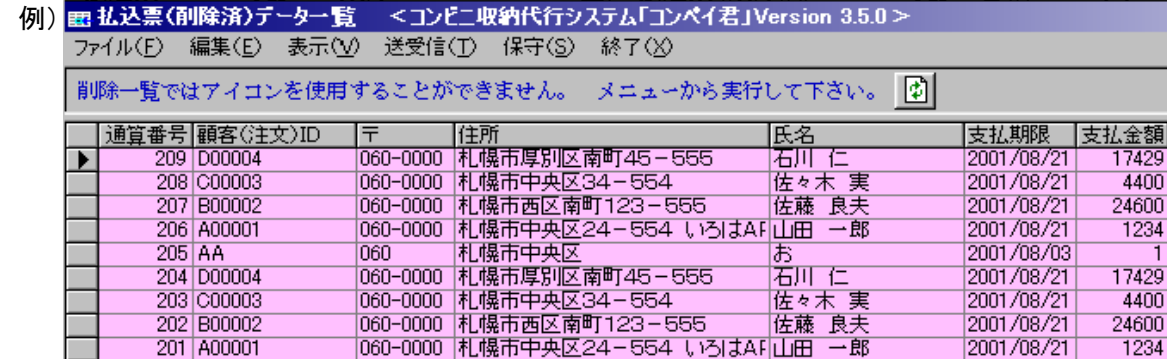 例)
払込票(削除済)データ一覧 <コンビニ収納代行システム「コンペイ君」Version 3.5.0 >
ファイル(F) 編集(E) 表示(V) 送受信(T) 保守(S) 終了(X)
削除一覧ではアイコンを使用することができません。 メニューから実行して下さい。
通算番号 顧客(注文)ID 〒 住所 氏名 支払期限 支払金額
209 D00004 060-0000 札幌市厚別区南町45-555 石川 仁 2001/08/21 17429
208 C00003 060-0000 札幌市中央区34-554 佐々木 実 2001/08/21 4400
207 B00002 060-0000 札幌市西区南町123-555 佐藤 良夫 2001/08/21 24600
206 A00001 060-0000 札幌市中央区24-554 いろはAP 山田 一郎 2001/08/21 1234
205 AA 060 札幌市中央区 お 2001/08/03 1
204 D00004 060-0000 札幌市厚別区南町45-555 石川 仁 2001/08/21 17429
203 C00003 060-0000 札幌市中央区34-554 佐々木 実 2001/08/21 4400
202 B00002 060-0000 札幌市西区南町123-555 佐藤 良夫 2001/08/21 24600
201 A00001 060-0000 札幌市中央区24-554 いろはAP 山田 一郎 2001/08/21 1234